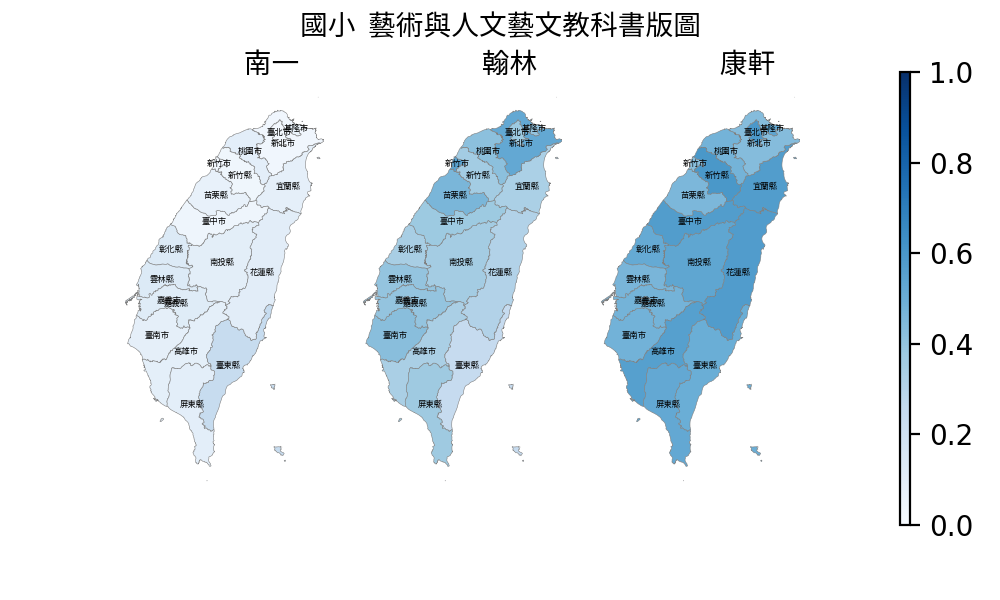 國小 藝術與人文藝文教科書版圖
南一
翰林
康軒
臺北市
基隆市
新北市
桃園市
新竹市
新竹縣
宜蘭縣
苗栗縣
臺中市
彰化縣
南投縣
花蓮縣
雲林縣
嘉義市
嘉義縣
臺南市
高雄市
臺東縣
屏東縣
臺北市
基隆市
新北市
桃園市
新竹市
新竹縣
宜蘭縣
苗栗縣
臺中市
彰化縣
南投縣
花蓮縣
雲林縣
嘉義市
嘉義縣
臺南市
高雄市
臺東縣
屏東縣
臺北市
基隆市
新北市
桃園市
新竹市
新竹縣
宜蘭縣
苗栗縣
臺中市
彰化縣
南投縣
花蓮縣
雲林縣
嘉義市
嘉義縣
臺南市
高雄市
臺東縣
屏東縣
1.0
0.8
0.6
0.4
0.2
0.0